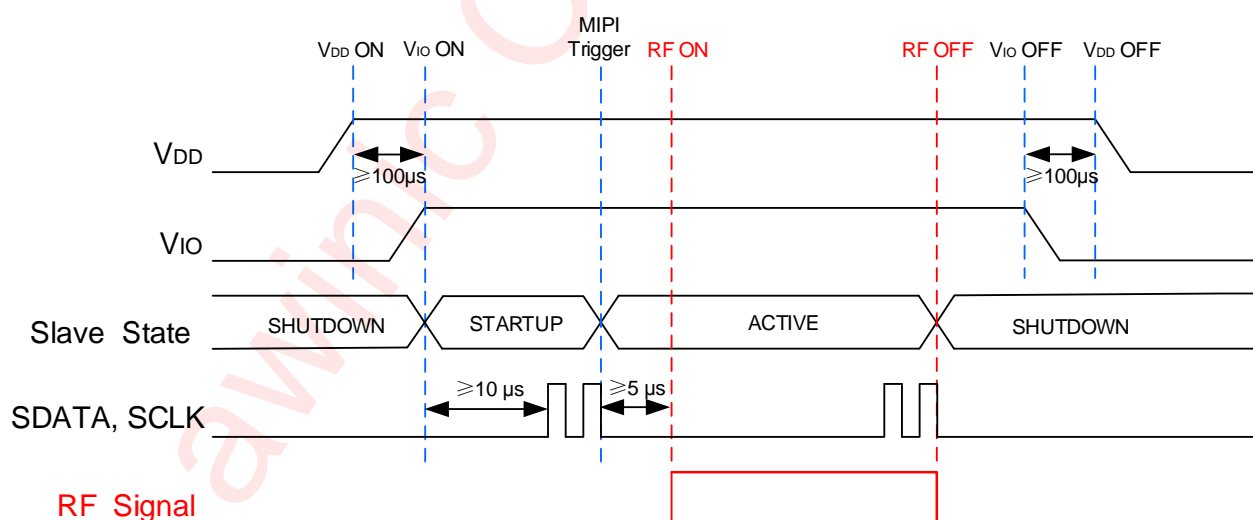 MIPI
Trigger
VDD ON
VIO ON
RF ON
RF OFF
VIO OFF
VDD OFF
VDD
⩾100µs
⩾100µs
VIO
Slave State
SHUTDOWN
STARTUP
ACTIVE
SHUTDOWN
⩾10 µs
⩾5 µs
SDATA, SCLK
RF Signal
awinic